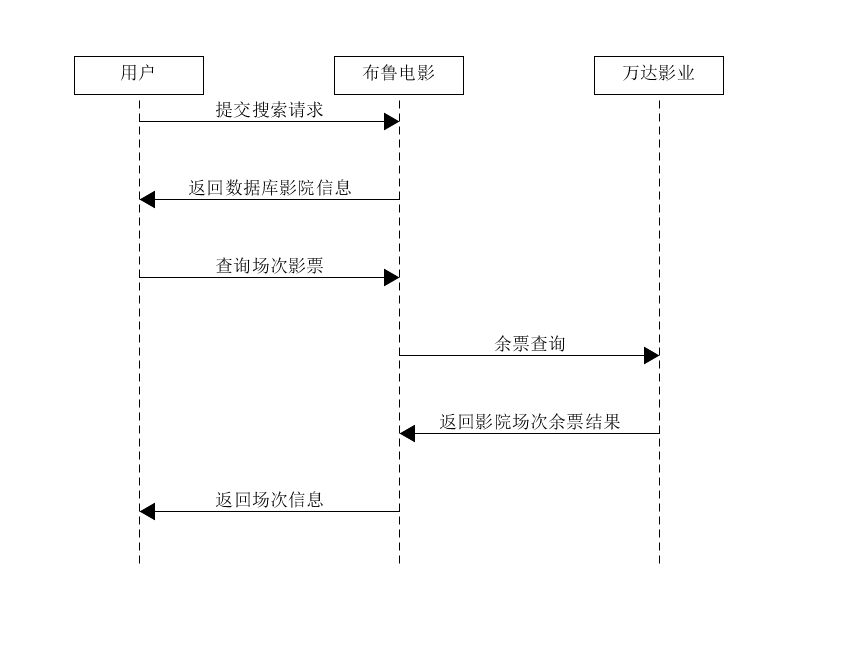 用户
布鲁电影
万达影业
提交搜索请求
返回数据库影院信息
查询场次影票
余票查询
返回影院场次余票结果
返回场次信息